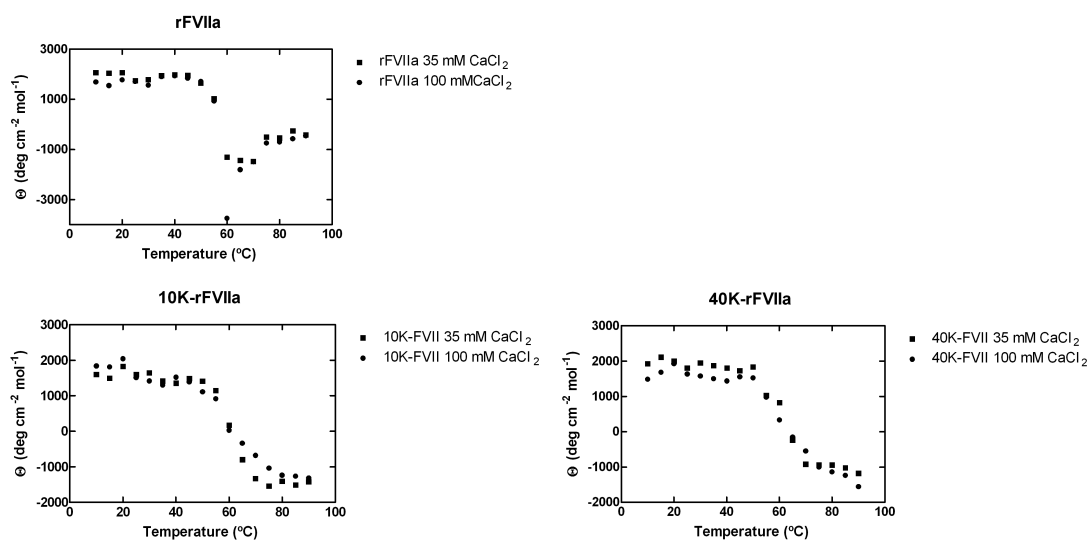 rFVIIa
3000
1000
-1000
-3000
Θ (deg cm⁻² mol⁻¹)
0 20 40 60 80 100
Temperature (ºC)
rFVIIa 35 mM CaCl₂
rFVIIa 100 mMCaCl₂
10K-rFVIIa
3000
2000
1000
0
-1000
-2000
Θ (deg cm⁻² mol⁻¹)
0 20 40 60 80 100
Temperature (ºC)
10K-FVII 35 mM CaCl₂
10K-FVII 100 mM CaCl₂
40K-rFVIIa
3000
2000
1000
0
-1000
-2000
Θ (deg cm⁻² mol⁻¹)
0 20 40 60 80 100
Temperature (ºC)
40K-FVII 35 mM CaCl₂
40K-FVII 100 mM CaCl₂